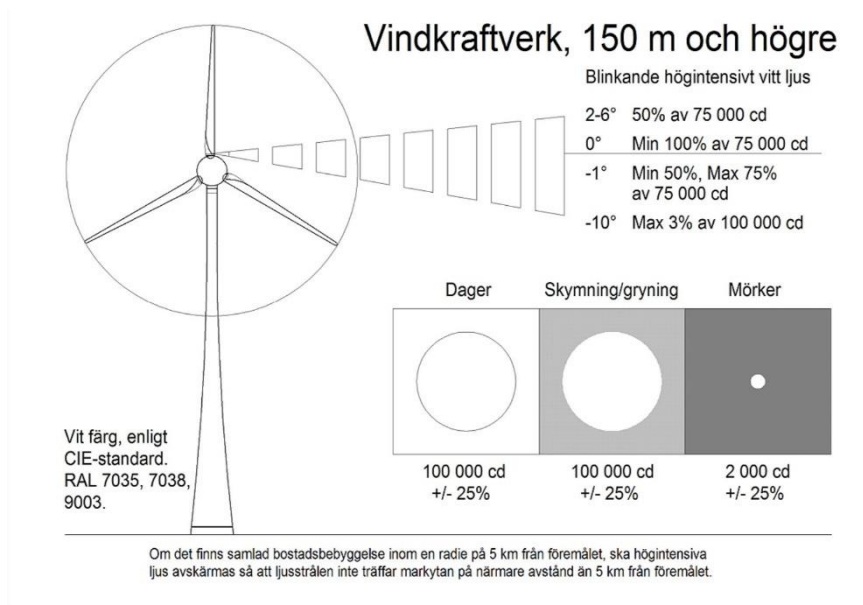 Vindkraftverk, 150 m och högre
Blinkande högintensivt vitt ljus
2-6° 50% av 75 000 cd
0° Min 100% av 75 000 cd
-1° Min 50%, Max 75%
av 75 000 cd
-10° Max 3% av 100 000 cd
Dager Skymning/gryning Mörker
100 000 cd 100 000 cd 2 000 cd
+/- 25% +/- 25% +/- 25%
Vit färg, enligt
CIE-standard.
RAL 7035, 7038,
9003.
Om det finns samlad bostadsbebyggelse inom en radie på 5 km från föremålet, ska högintensiva
ljus avskärmas så att ljusstrålen inte träffar markytan på närmare avstånd än 5 km från föremålet.